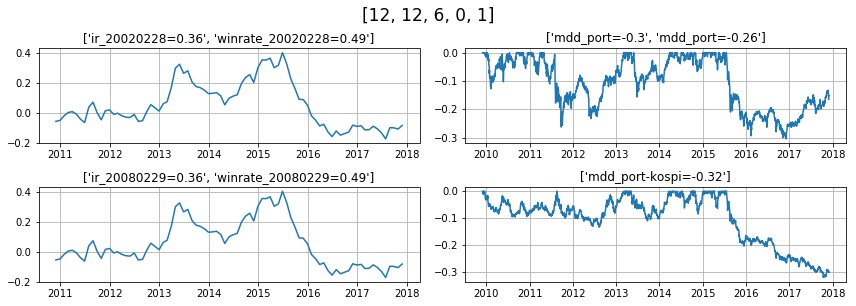 [12, 12, 6, 0, 1]
['ir_20020228=0.36', 'winrate_20020228=0.49']
0.4
0.2
0.0
−0.2
2011 2012 2013 2014 2015 2016 2017 2018
['mdd_port=-0.3', 'mdd_port=-0.26']
0.0
−0.1
−0.2
−0.3
2010 2011 2012 2013 2014 2015 2016 2017 2018
['ir_20080229=0.36', 'winrate_20080229=0.49']
0.4
0.2
0.0
−0.2
2011 2012 2013 2014 2015 2016 2017 2018
['mdd_port-kospi=-0.32']
0.0
−0.1
−0.2
−0.3
2010 2011 2012 2013 2014 2015 2016 2017 2018